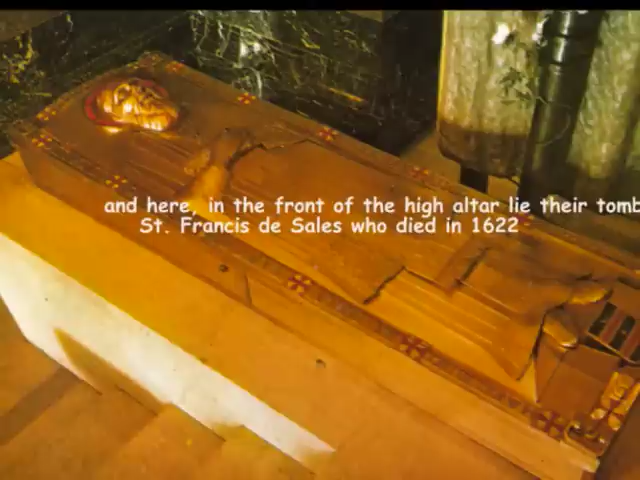 and here, in the front of the high altar lie their tomb
St. Francis de Sales who died in 1622